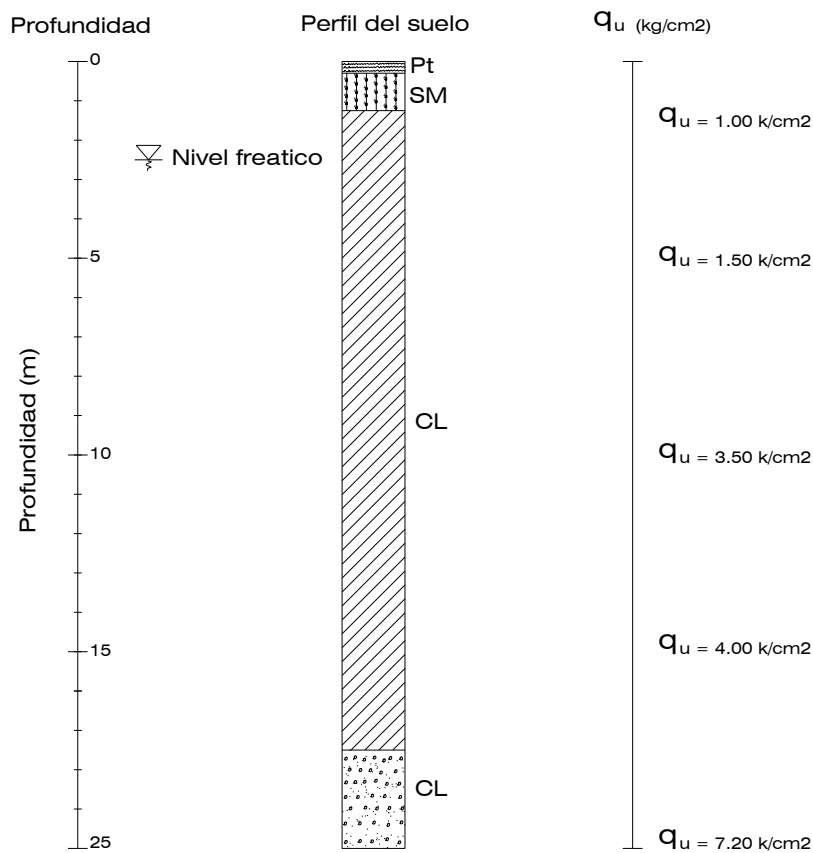 Profundidad
Perfil del suelo
qu (kg/cm2)
0
Pt
SM
qu = 1.00 k/cm2
Nivel freatico
5
qu = 1.50 k/cm2
Profundidad (m)
CL
10
qu = 3.50 k/cm2
15
qu = 4.00 k/cm2
CL
25
qu = 7.20 k/cm2